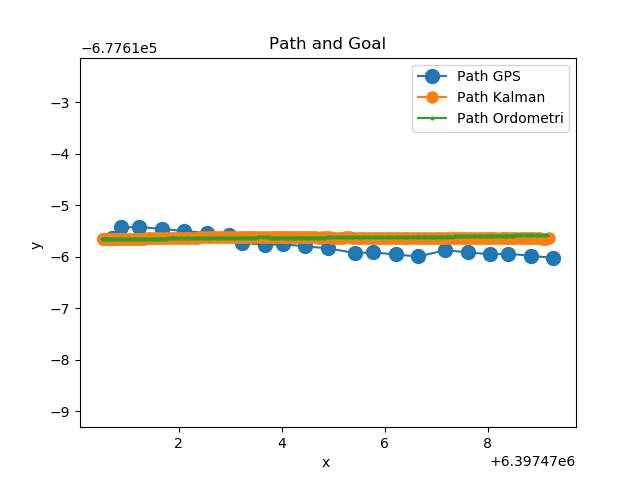 Path and Goal
−6.7761e5
Path GPS
Path Kalman
Path Ordometri
−3
−4
−5
−6
−7
−8
−9
y
2 4 6 8
x
+6.39747e6